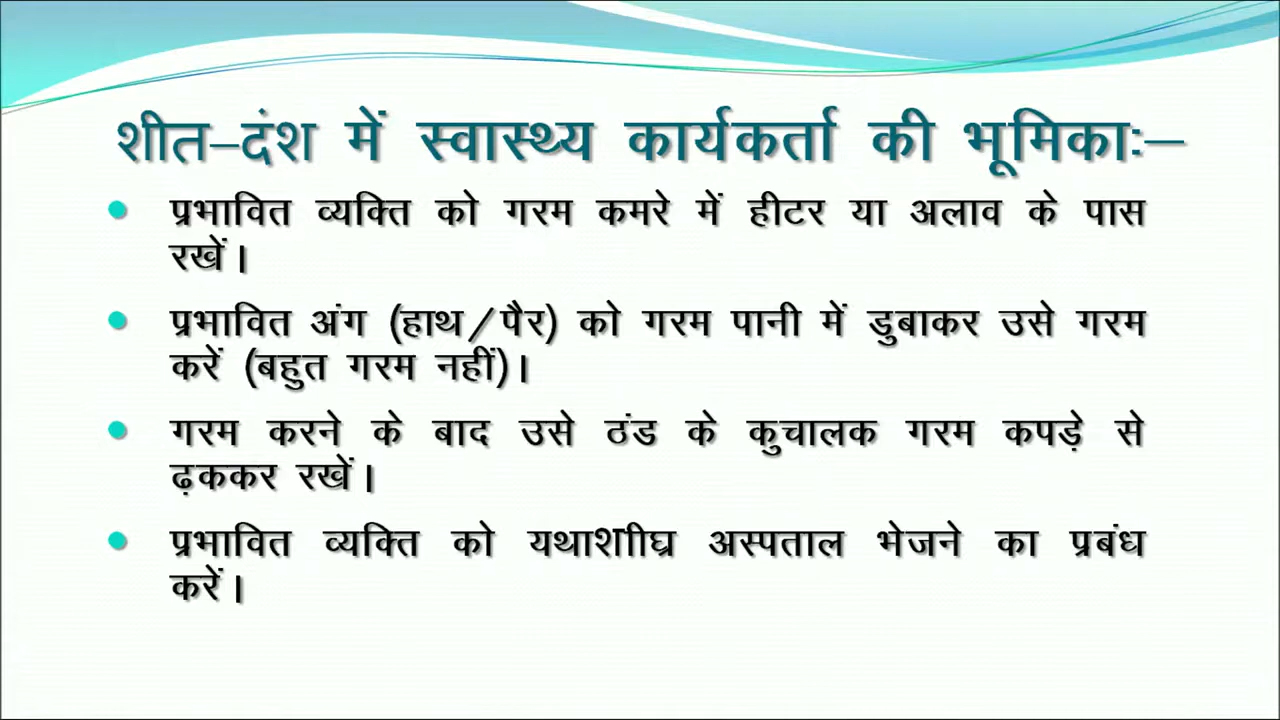 शीत–दंश में स्वास्थ्य कार्यकर्ता की भूमिकाः–
• प्रभावित व्यक्ति को गरम कमरे में हीटर या अलाव के पास
रखें।
• प्रभावित अंग (हाथ/पैर) को गरम पानी में डुबाकर उसे गरम
करें (बहुत गरम नहीं)।
• गरम करने के बाद उसे ठंड के कुचालक गरम कपड़े से
ढ़ककर रखें।
• प्रभावित व्यक्ति को यथाशाीघ्र अस्पताल भेजने का प्रबंध
करें।